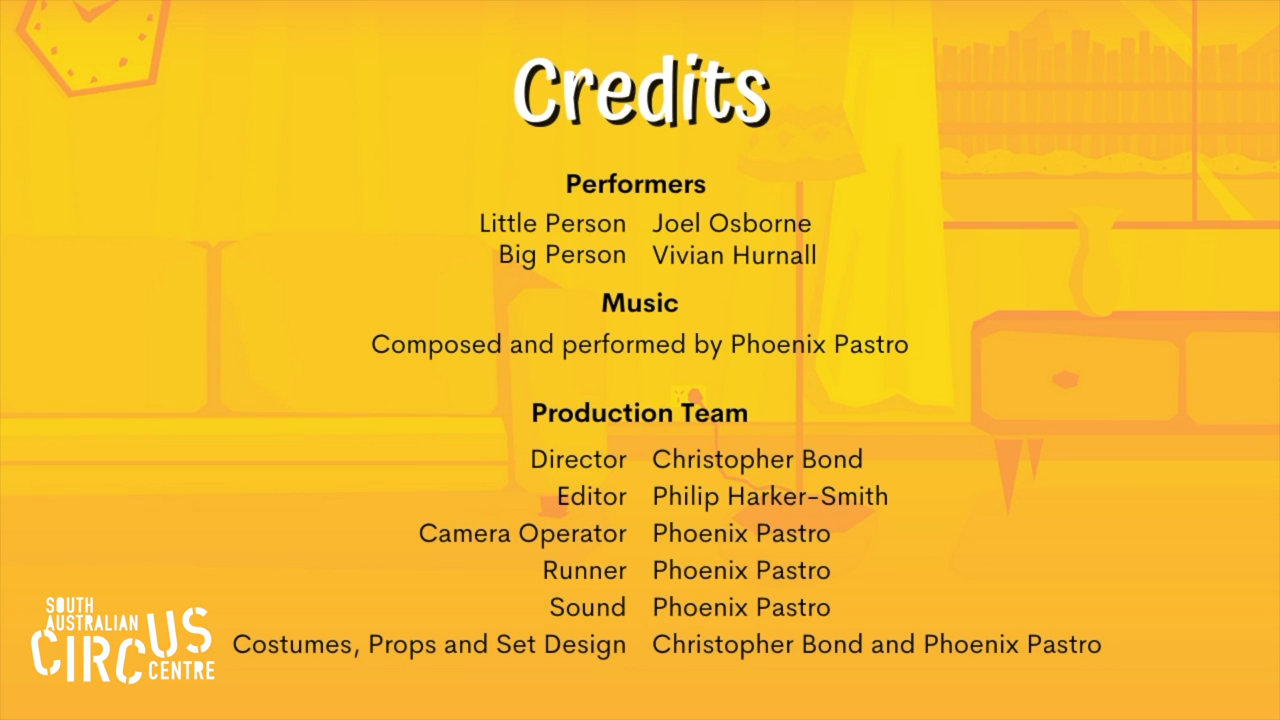 Credits
Performers
Little Person Joel Osborne
Big Person Vivian Hurnall
Music
Composed and performed by Phoenix Pastro
Production Team
Director Christopher Bond
Editor Philip Harker-Smith
Camera Operator Phoenix Pastro
Runner Phoenix Pastro
Sound Phoenix Pastro
Costumes, Props and Set Design Christopher Bond and Phoenix Pastro
SOUTH
AUSTRALIAN
CIRCUS
CENTRE